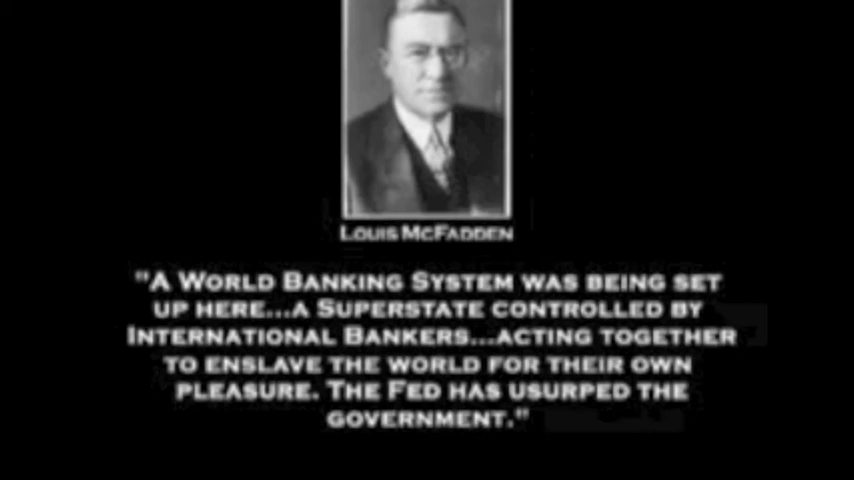 Louis McFadden
"A World Banking System was being set
up here...a Superstate controlled by
International Bankers...acting together
to enslave the world for their own
pleasure. The Fed has usurped the
government."